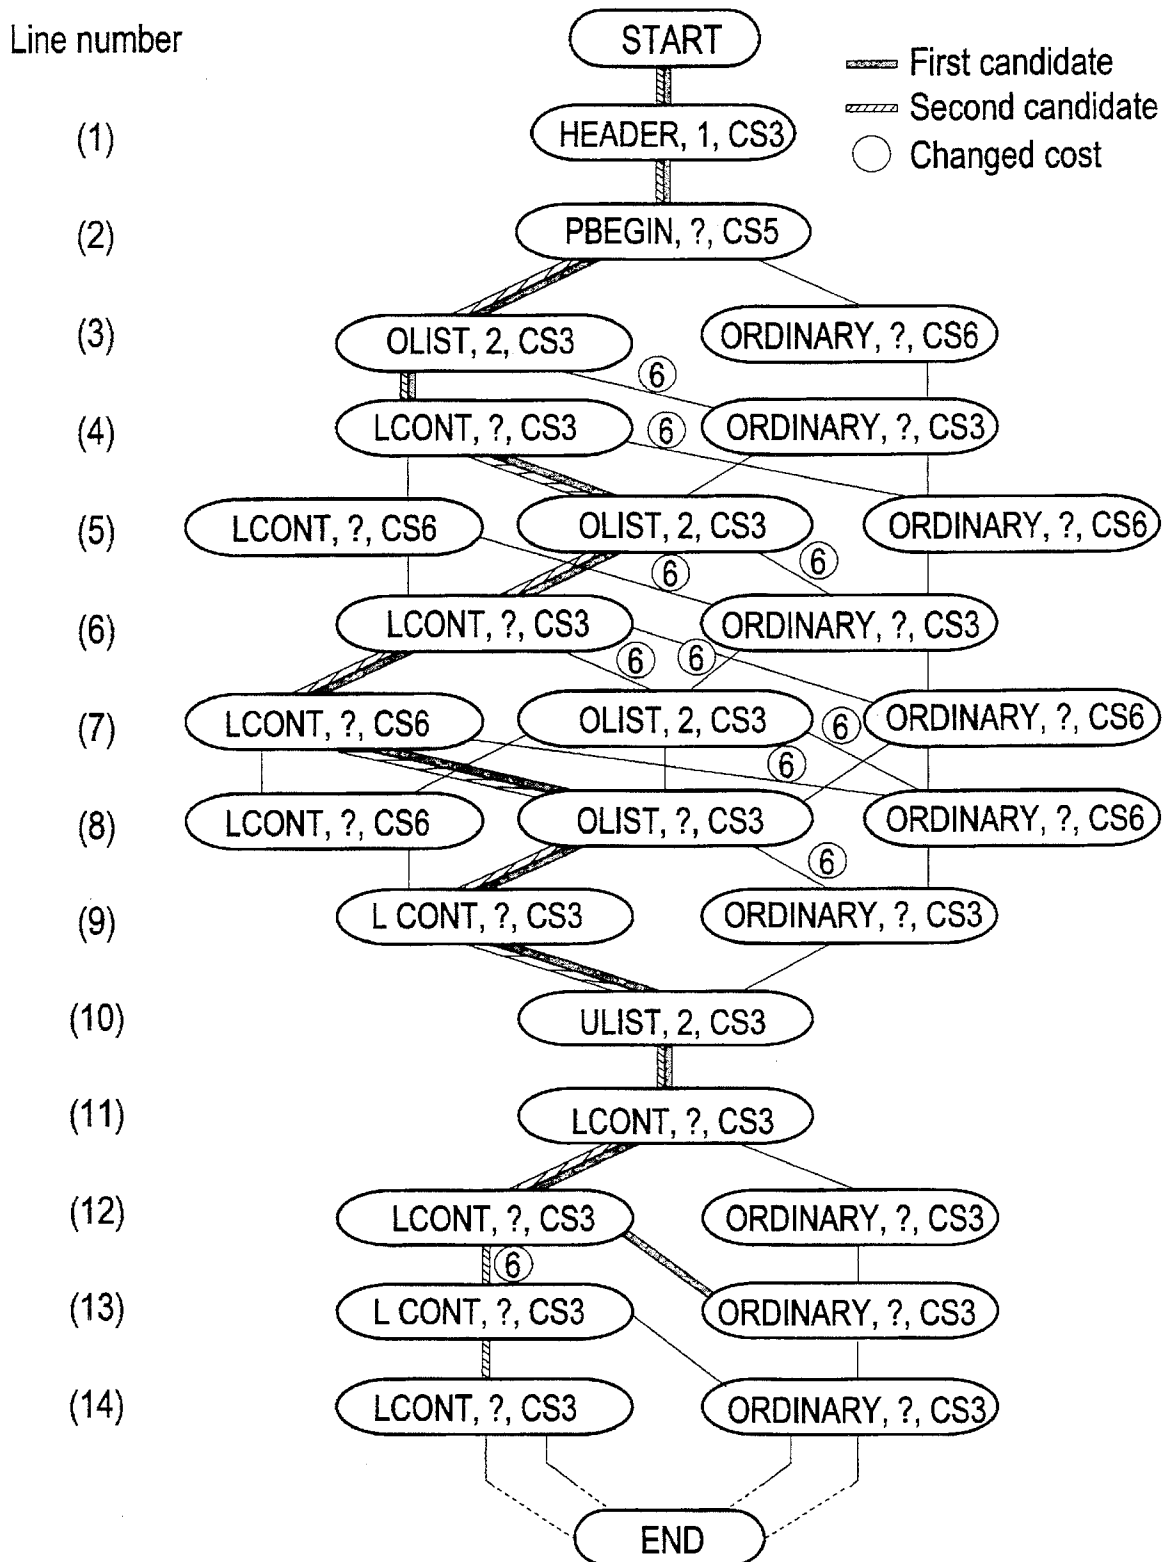 Line number
START
First candidate
Second candidate
Changed cost
(1)
HEADER, 1, CS3
(2)
PBEGIN, ?, CS5
(3)
OLIST, 2, CS3
ORDINARY, ?, CS6
6
(4)
LCONT, ?, CS3
6
ORDINARY, ?, CS3
(5)
LCONT, ?, CS6
OLIST, 2, CS3
ORDINARY, ?, CS6
6
6
(6)
LCONT, ?, CS3
ORDINARY, ?, CS3
6
6
(7)
LCONT, ?, CS6
OLIST, 2, CS3
6
ORDINARY, ?, CS6
6
(8)
LCONT, ?, CS6
OLIST, ?, CS3
ORDINARY, ?, CS6
6
(9)
L CONT, ?, CS3
ORDINARY, ?, CS3
(10)
ULIST, 2, CS3
(11)
LCONT, ?, CS3
(12)
LCONT, ?, CS3
ORDINARY, ?, CS3
6
(13)
L CONT, ?, CS3
ORDINARY, ?, CS3
(14)
LCONT, ?, CS3
ORDINARY, ?, CS3
END